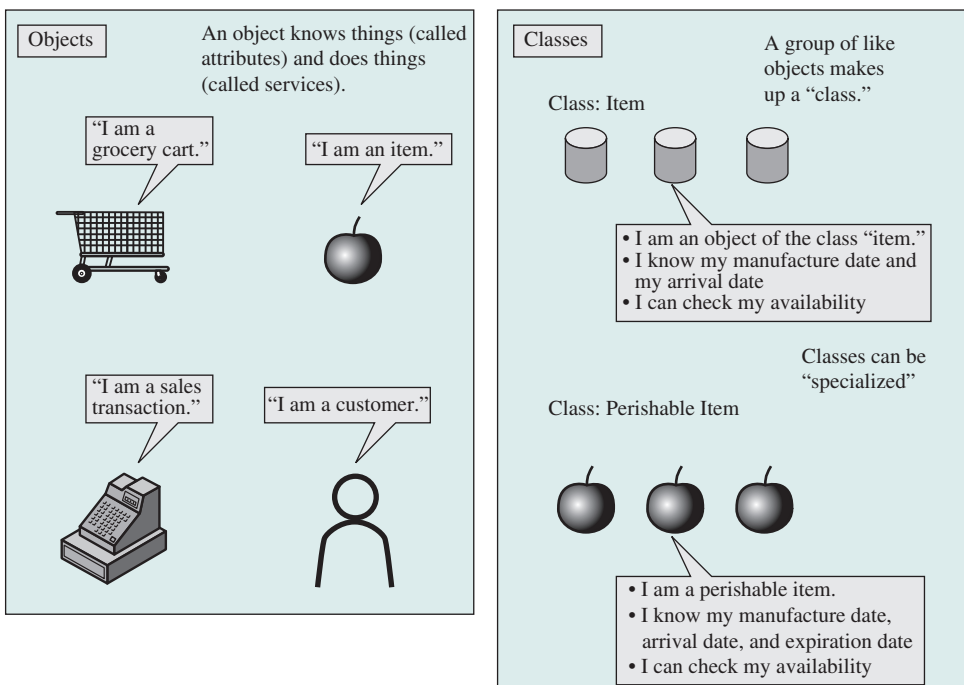 Objects
An object knows things (called
attributes) and does things
(called services).
“I am a
grocery cart.”
“I am an item.”
“I am a sales
transaction.”
“I am a customer.”
Classes
A group of like
objects makes
up a “class.”
Class: Item
• I am an object of the class “item.”
• I know my manufacture date and
my arrival date
• I can check my availability
Classes can be
“specialized”
Class: Perishable Item
• I am a perishable item.
• I know my manufacture date,
arrival date, and expiration date
• I can check my availability